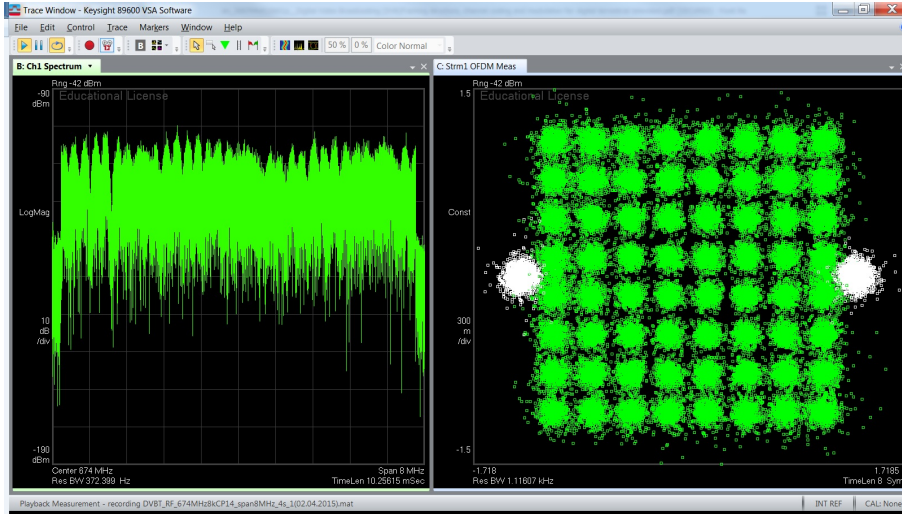 Trace Window - Keysight 89600 VSA Software
File Edit Control Trace Markers Window Help
B 50 % 0 % Color Normal
B: Ch1 Spectrum
Rng -42 dBm
-90
dBm
Educational License
LogMag
10
dB
/div
-190
dBm
Center 674 MHz Span 8 MHz
Res BW 372.399 Hz TimeLen 10.25615 mSec
C: Strm1 OFDM Meas
Rng -42 dBm
1.5
Educational License
Const
300
m
/div
-1.5
-1.718 1.7185
Res BW 1.11607 kHz TimeLen 8 Sym
Playback Measurement - recording DVBT_RF_674MHz8kCP14_span8MHz_4s_1(02.04.2015).mat INT REF CAL: None